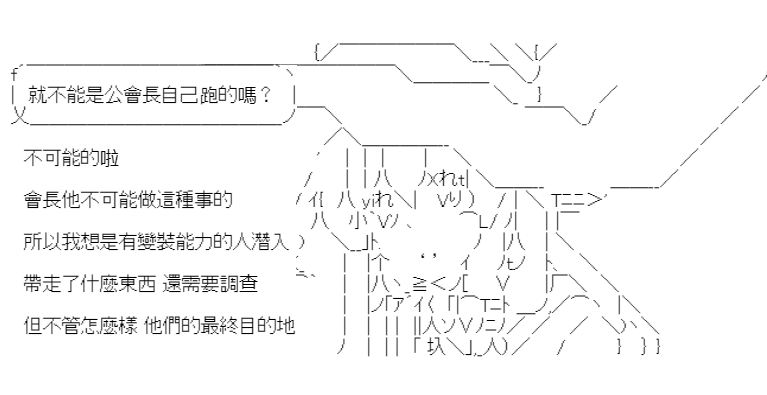 就不能是公會長自己跑的嗎？
不可能的啦
會長他不可能做這種事的
所以我想是有變裝能力的人潛入
帶走了什麼東西 還需要調查
但不管怎麼樣 他們的最終目的地